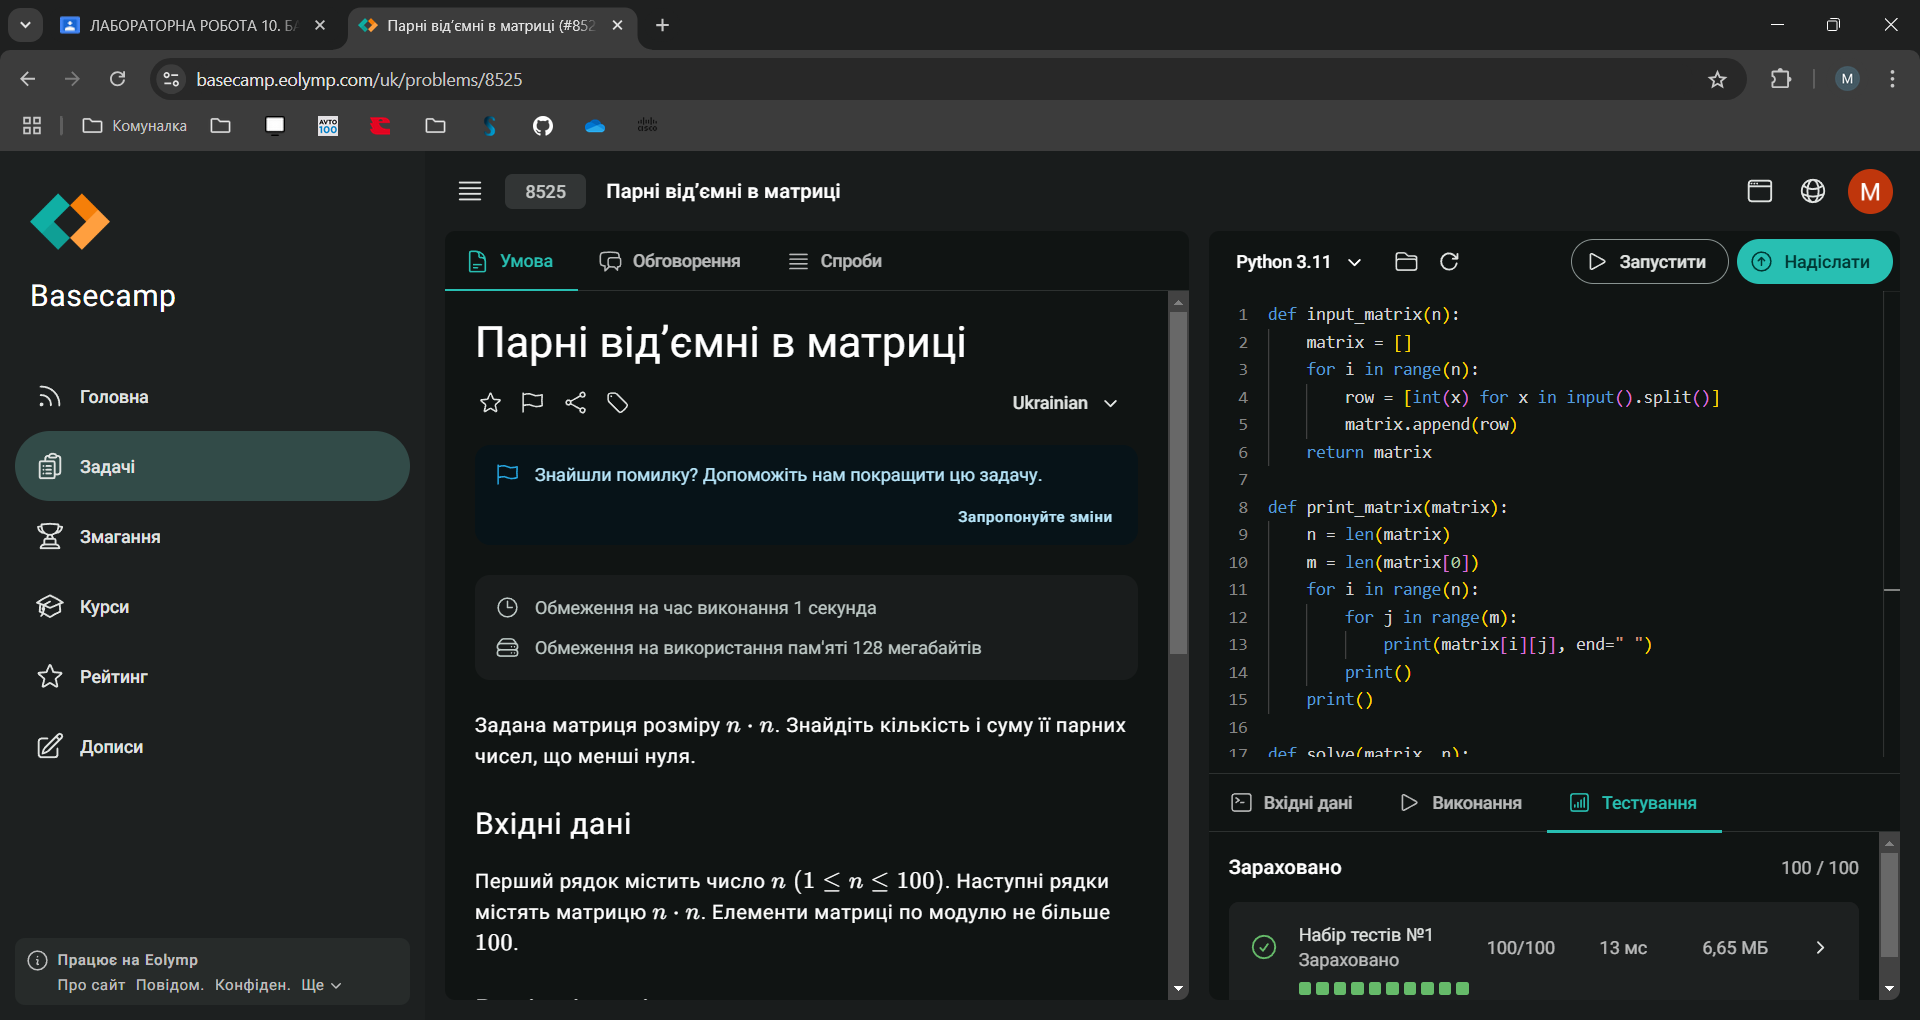 ЛАБОРАТОРНА РОБОТА 10. БА
Парні від'ємні в матриці (#852
basecamp.eolymp.com/uk/problems/8525
M
Комуналка
AVTO
100
cisco
Basecamp
Головна
Задачі
Змагання
Курси
Рейтинг
Дописи
Працює на Eolymp
Про сайт Повідом. Конфіден. Ще
8525
Парні від'ємні в матриці
M
Умова
Обговорення
Спроби
Парні від'ємні в матриці
Ukrainian
Знайшли помилку? Допоможіть нам покращити цю задачу.
Запропонуйте зміни
Обмеження на час виконання 1 секунда
Обмеження на використання пам'яті 128 мегабайтів
Задана матриця розміру n · n. Знайдіть кількість і суму її парних
чисел, що менші нуля.
Вхідні дані
Перший рядок містить число n (1 ≤ n ≤ 100). Наступні рядки
містять матрицю n · n. Елементи матриці по модулю не більше
100.
Python 3.11
Запустити
Надіслати
1 def input_matrix(n):
2 matrix = []
3 for i in range(n):
4 row = [int(x) for x in input().split()]
5 matrix.append(row)
6 return matrix
7
8 def print_matrix(matrix):
9 n = len(matrix)
10 m = len(matrix[0])
11 for i in range(n):
12 for j in range(m):
13 print(matrix[i][j], end=" ")
14 print()
15 print()
16
17 def solve(matrix, n):
Вхідні дані
Виконання
Тестування
Зараховано
100 / 100
Набір тестів №1
Зараховано
100/100
13 мс
6,65 МБ